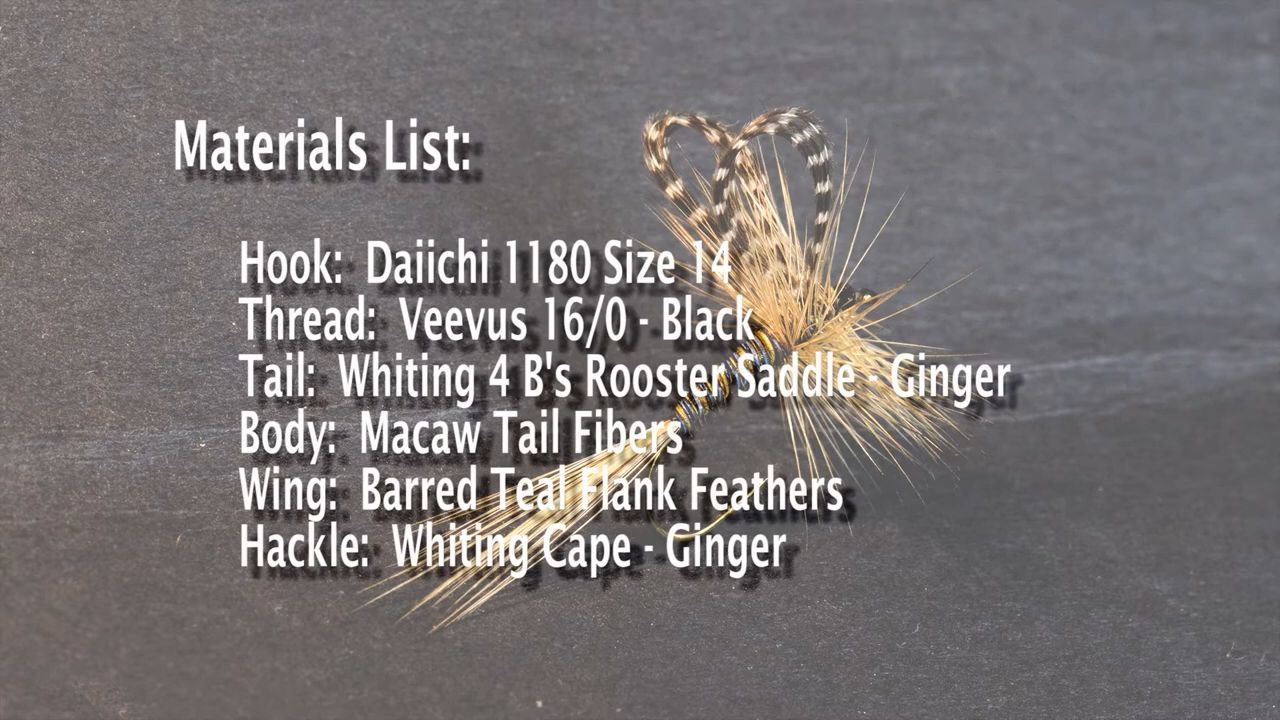 Materials List:
Hook: Daiichi 1180 Size 14
Thread: Veevus 16/0 - Black
Tail: Whiting 4 B's Rooster Saddle - Ginger
Body: Macaw Tail Fibers
Wing: Barred Teal Flank Feathers
Hackle: Whiting Cape - Ginger